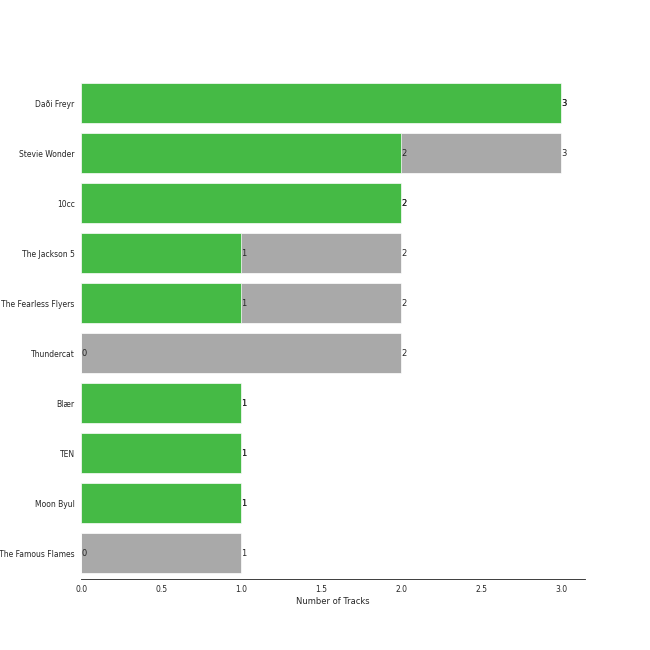 Daði Freyr 3
Stevie Wonder 2 3
10cc 2
The Jackson 5 1 2
The Fearless Flyers 1 2
Thundercat 0 2
Blær 1
TEN 1
Moon Byul 1
The Famous Flames 0 1
0.0 0.5 1.0 1.5 2.0 2.5 3.0
Number of Tracks